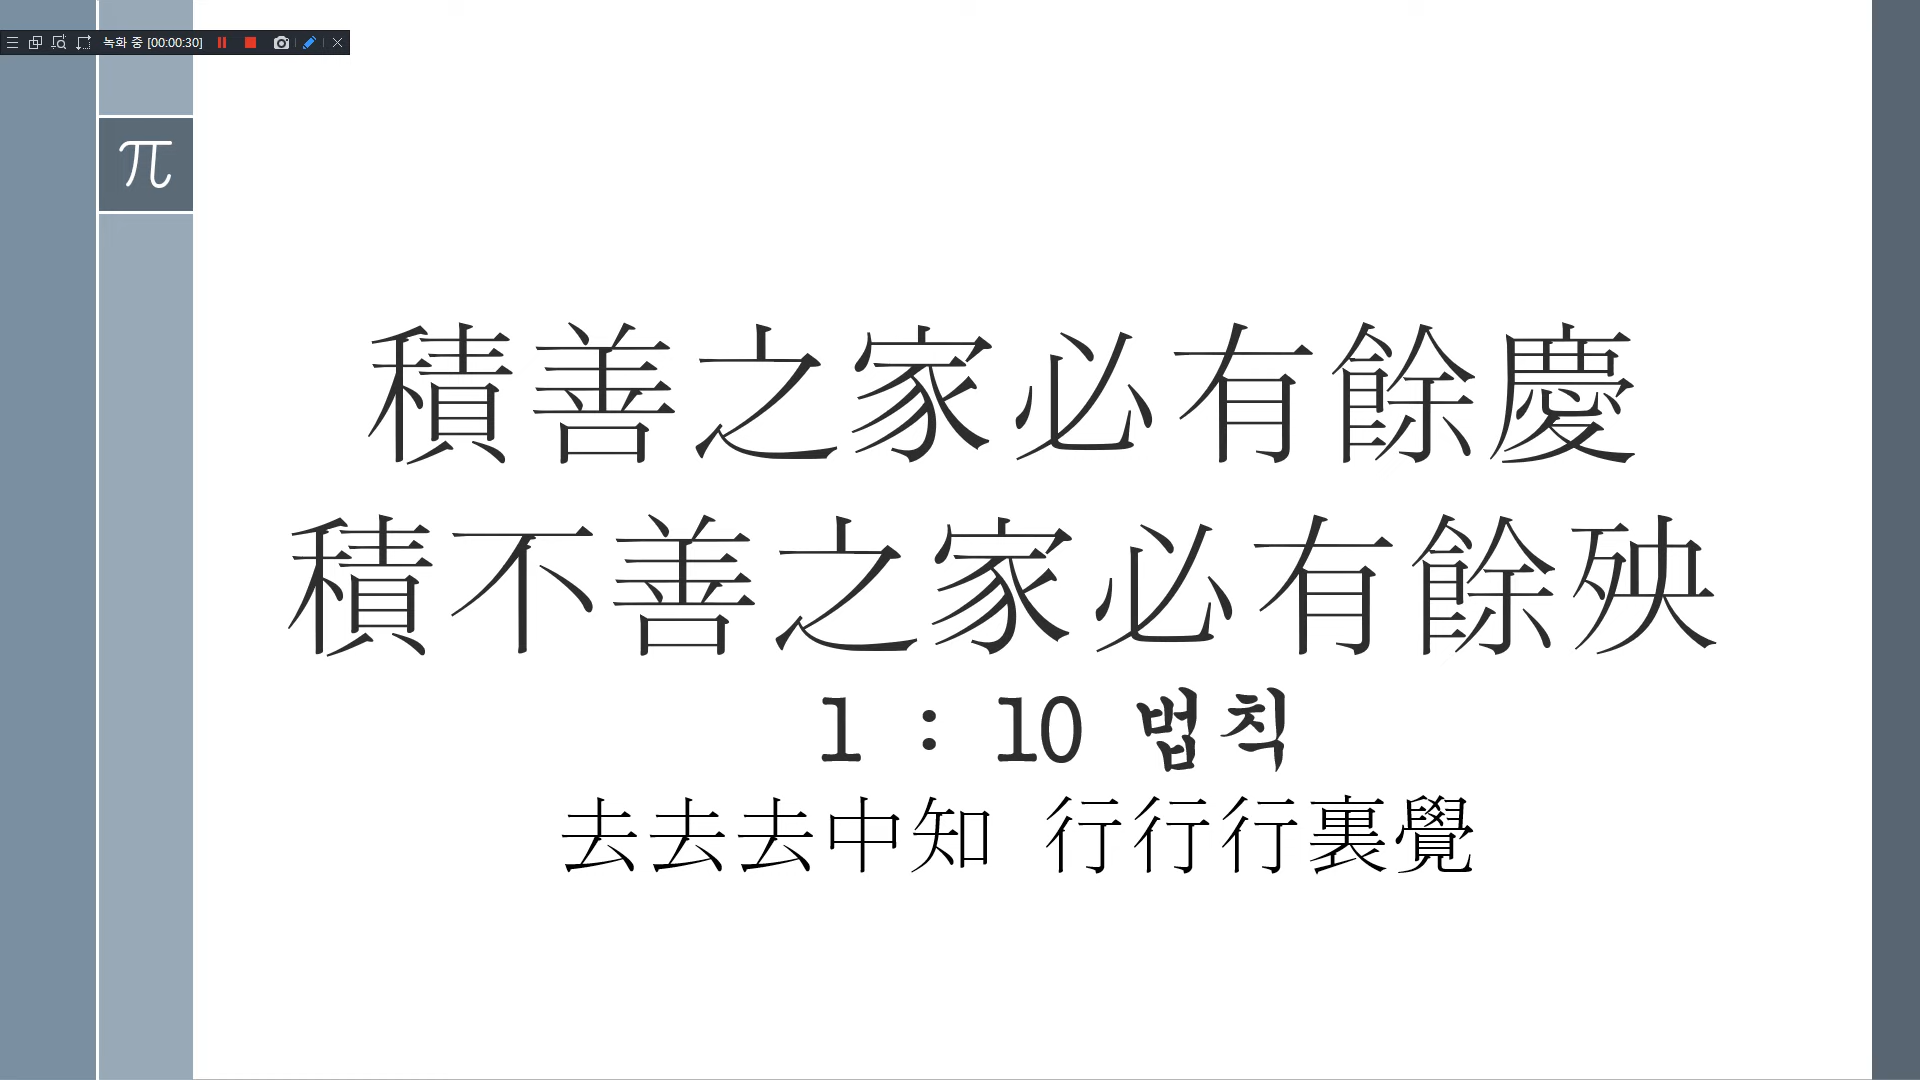 녹화 중 [00:00:30]
π
積善之家必有餘慶
積不善之家必有餘殃
1 : 10 법칙
去去去中知 行行行裏覺